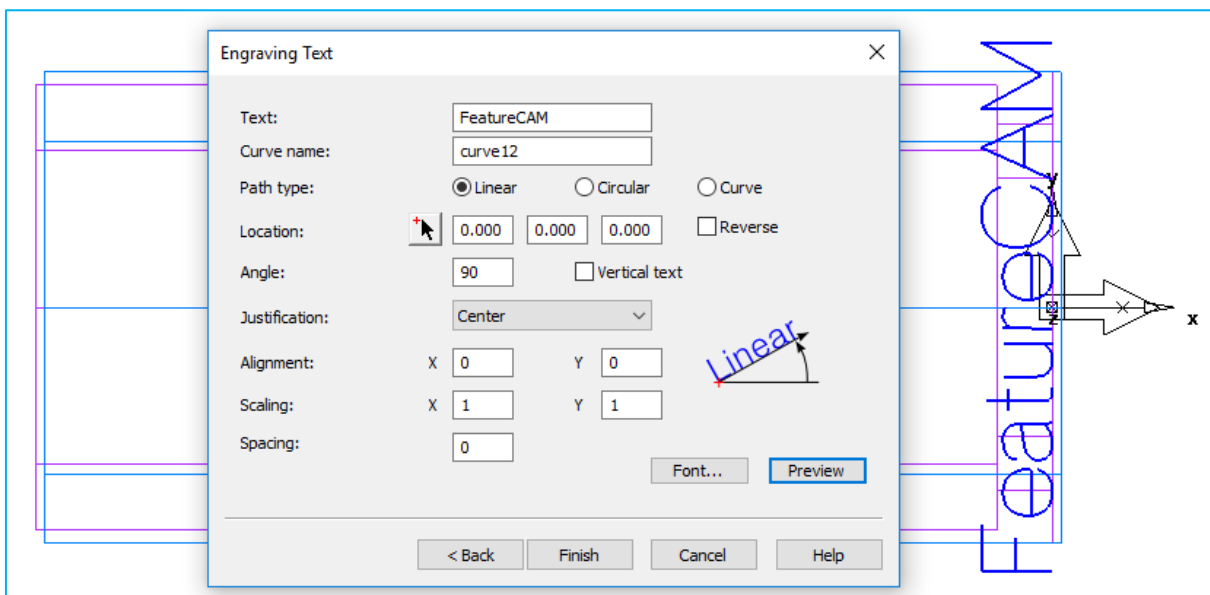 Engraving Text
Text: FeatureCAM
Curve name: curve12
Path type: Linear Circular Curve
Location: 0.000 0.000 0.000 Reverse
Angle: 90 Vertical text
Justification: Center
Linear
Alignment: X 0 Y 0
Scaling: X 1 Y 1
Spacing: 0
Font... Preview
< Back Finish Cancel Help
FeatureCAM
y
z
x